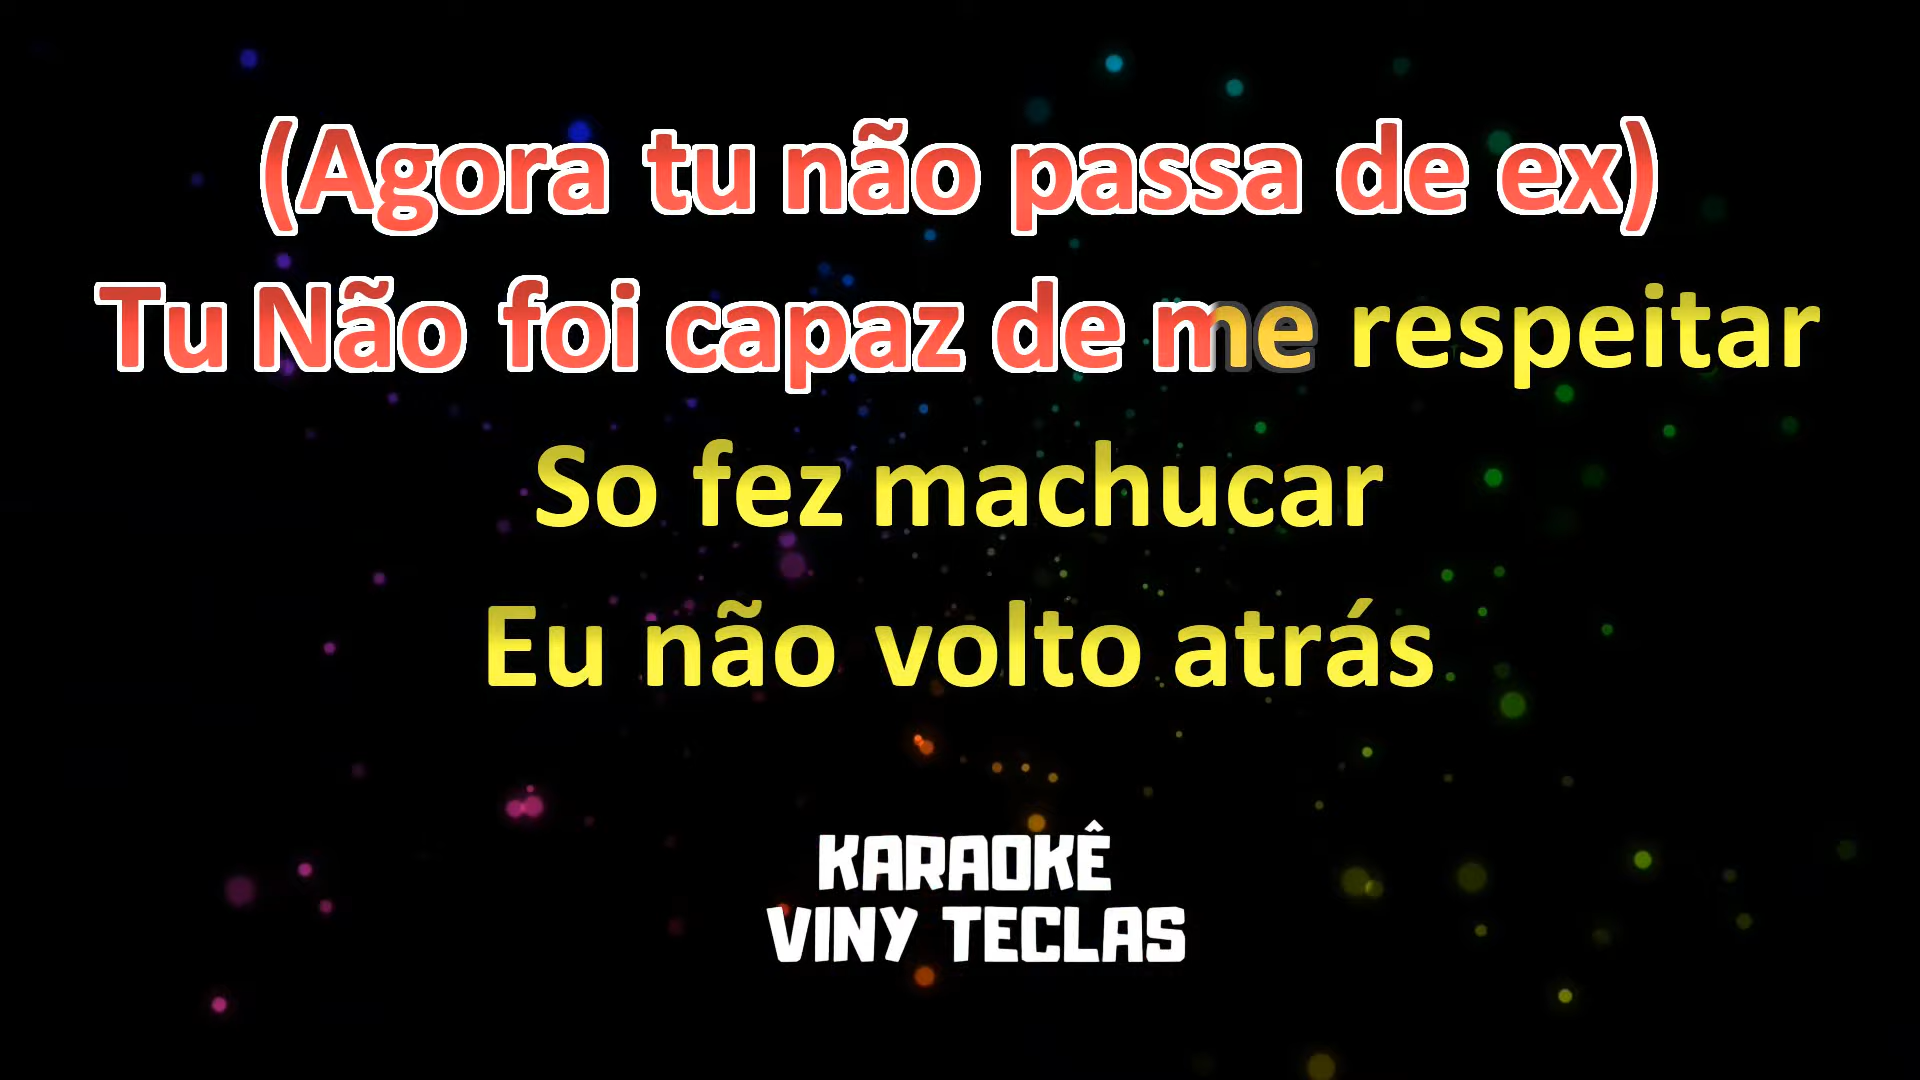 (Agora tu não passa de ex)
Tu Não foi capaz de me respeitar
So fez machucar
Eu não volto atrás
KARAOKÊ
VINY TECLAS